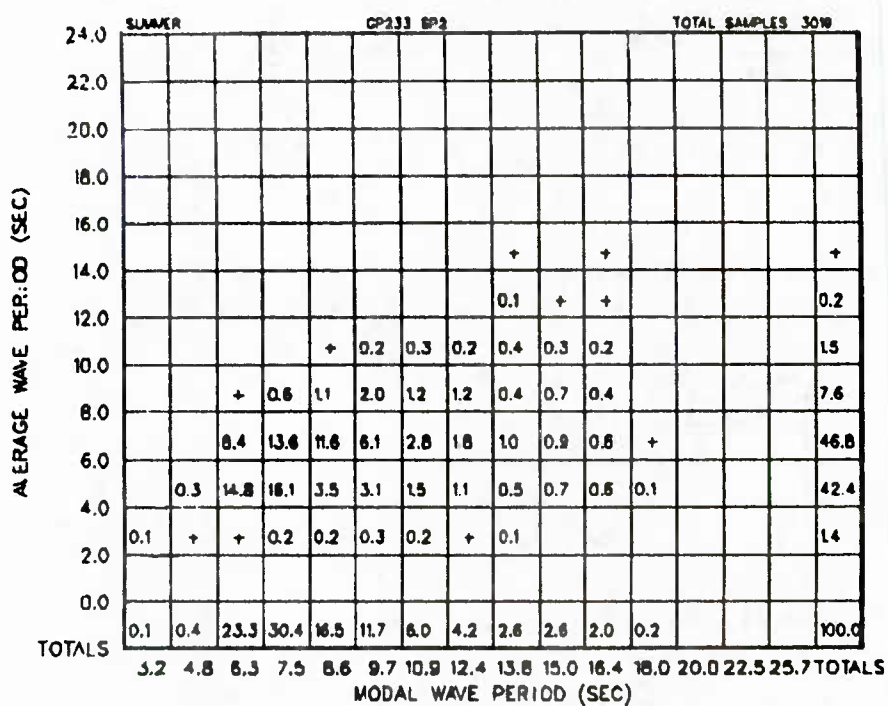 SUMMER GP233 SP2 TOTAL SAMPLES
24.0
22.0
20.0
18.0
16.0
+ + +
14.0
0.1 + + 0.2
12.0
+ 0.2 0.3 0.2 0.4 0.3 0.2 1.5
10.0
+ 0.6 1.1 2.0 1.2 1.2 0.4 0.7 0.4 7.6
8.0
8.4 13.6 11.6 6.1 2.8 1.8 1.0 0.9 0.6 + 46.8
6.0
0.3 14.8 16.1 3.5 3.1 1.5 1.1 0.5 0.7 0.6 0.1 42.4
4.0
0.1 + + 0.2 0.2 0.3 0.2 + 0.1 1.4
2.0
0.0
TOTALS 0.1 0.4 23.3 30.4 16.5 11.7 6.0 4.2 2.6 2.6 2.0 0.2 100.0
3.2 4.8 6.3 7.5 8.6 9.7 10.9 12.4 13.8 15.0 16.4 18.0 20.0 22.5 25.7 TOTALS
MODAL WAVE PERIOD (SEC)
AVERAGE WAVE PERIOD (SEC)